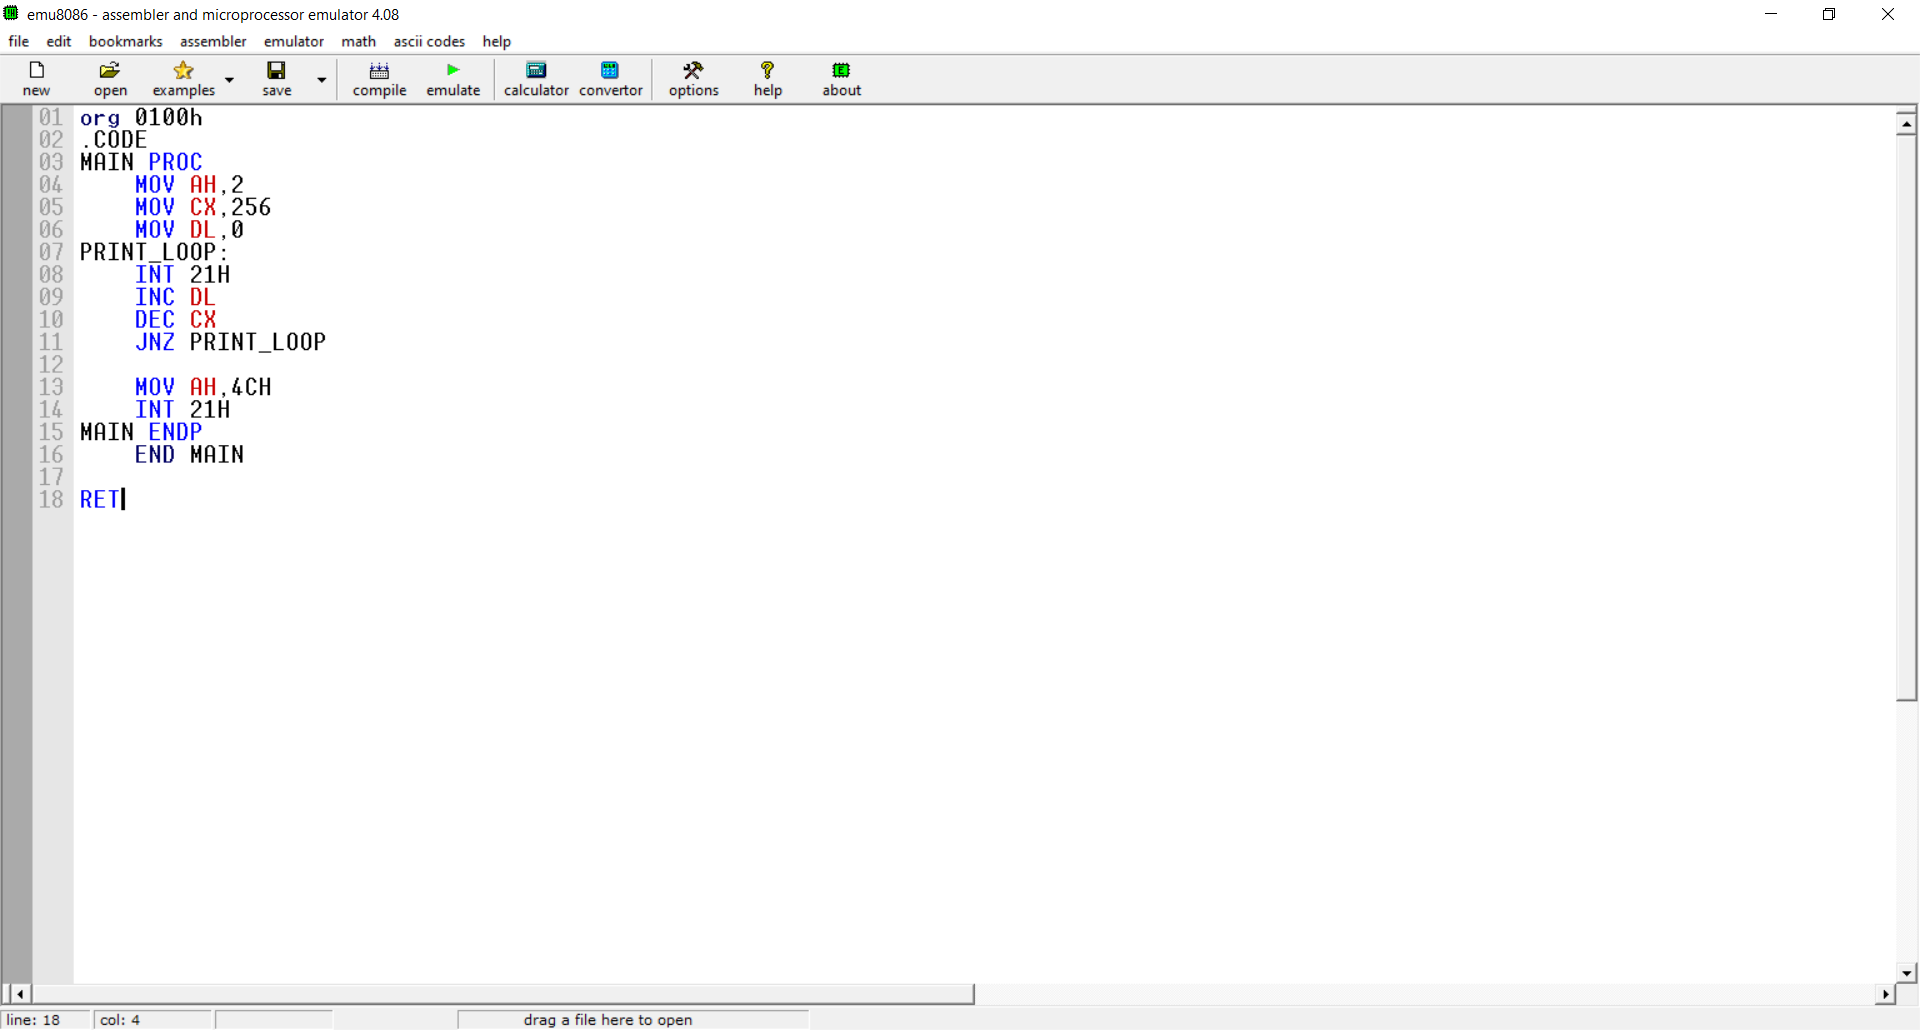 emu8086 - assembler and microprocessor emulator 4.08
file edit bookmarks assembler emulator math ascii codes help
new open examples save compile emulate calculator convertor options help about
01 org 0100h
02 .CODE
03 MAIN PROC
04     MOV AH,2
05     MOV CX,256
06     MOV DL,0
07 PRINT_LOOP:
08     INT 21H
09     INC DL
10     DEC CX
11     JNZ PRINT_LOOP
12
13     MOV AH,4CH
14     INT 21H
15 MAIN ENDP
16     END MAIN
17
18 RET
line: 18 col: 4 drag a file here to open